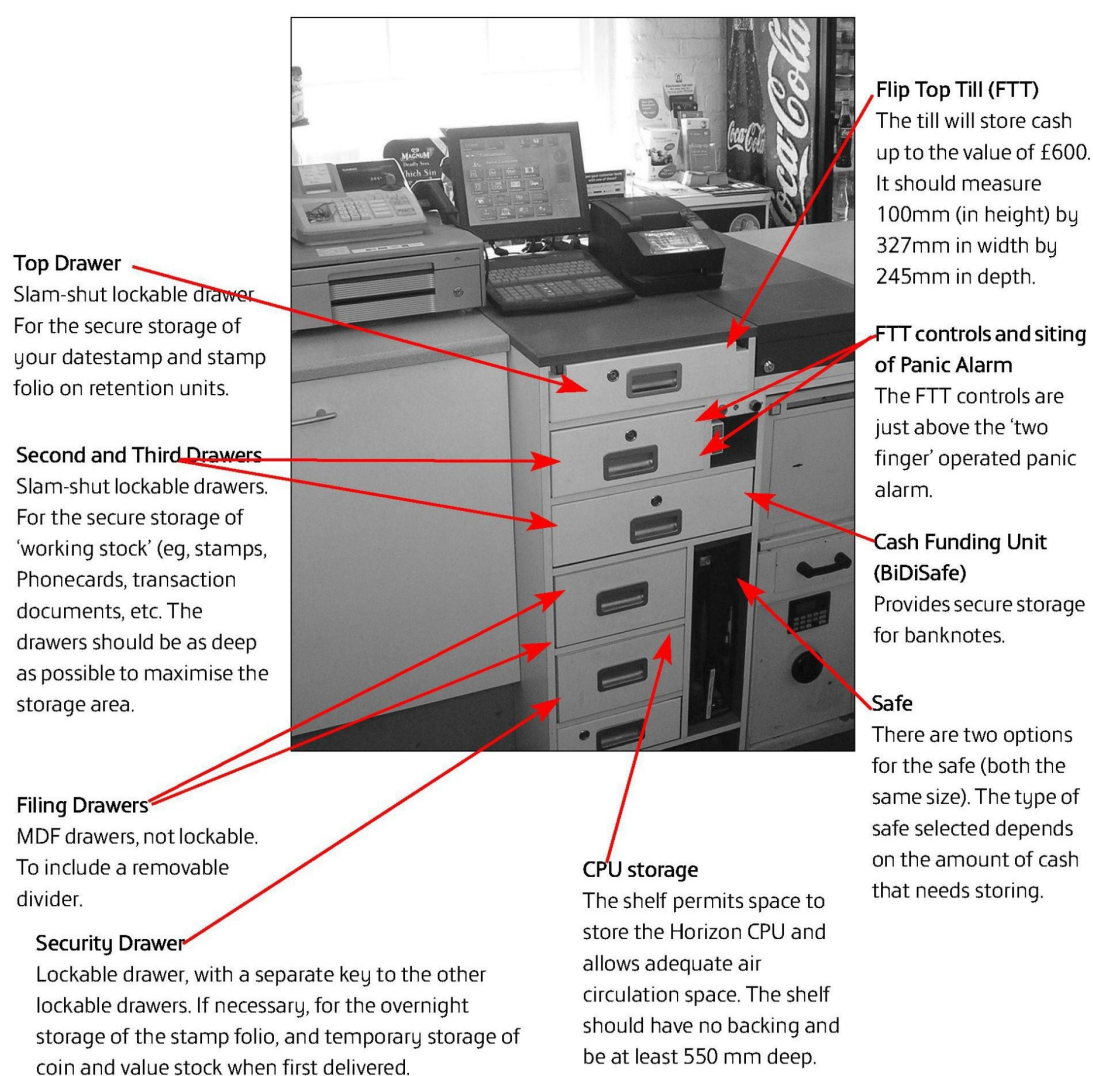 Top Drawer
Slam-shut lockable drawer.
For the secure storage of
your datestamp and stamp
folio on retention units.
Second and Third Drawers
Slam-shut lockable drawers.
For the secure storage of
‘working stock’ (eg, stamps,
Phonecards, transaction
documents, etc. The
drawers should be as deep
as possible to maximise the
storage area.
Filing Drawers
MDF drawers, not lockable.
To include a removable
divider.
Security Drawer
Lockable drawer, with a separate key to the other
lockable drawers. If necessary, for the overnight
storage of the stamp folio, and temporary storage of
coin and value stock when first delivered.
MAGNUM
Deadly Sins
Thick Sin
Coca-Cola
Coca-Cola
CPU storage
The shelf permits space to
store the Horizon CPU and
allows adequate air
circulation space. The shelf
should have no backing and
be at least 550 mm deep.
Flip Top Till (FTT)
The till will store cash
up to the value of £600.
It should measure
100mm (in height) by
327mm in width by
245mm in depth.
FTT controls and siting
of Panic Alarm
The FTT controls are
just above the ‘two
finger’ operated panic
alarm.
Cash Funding Unit
(BiDiSafe)
Provides secure storage
for banknotes.
Safe
There are two options
for the safe (both the
same size). The type of
safe selected depends
on the amount of cash
that needs storing.